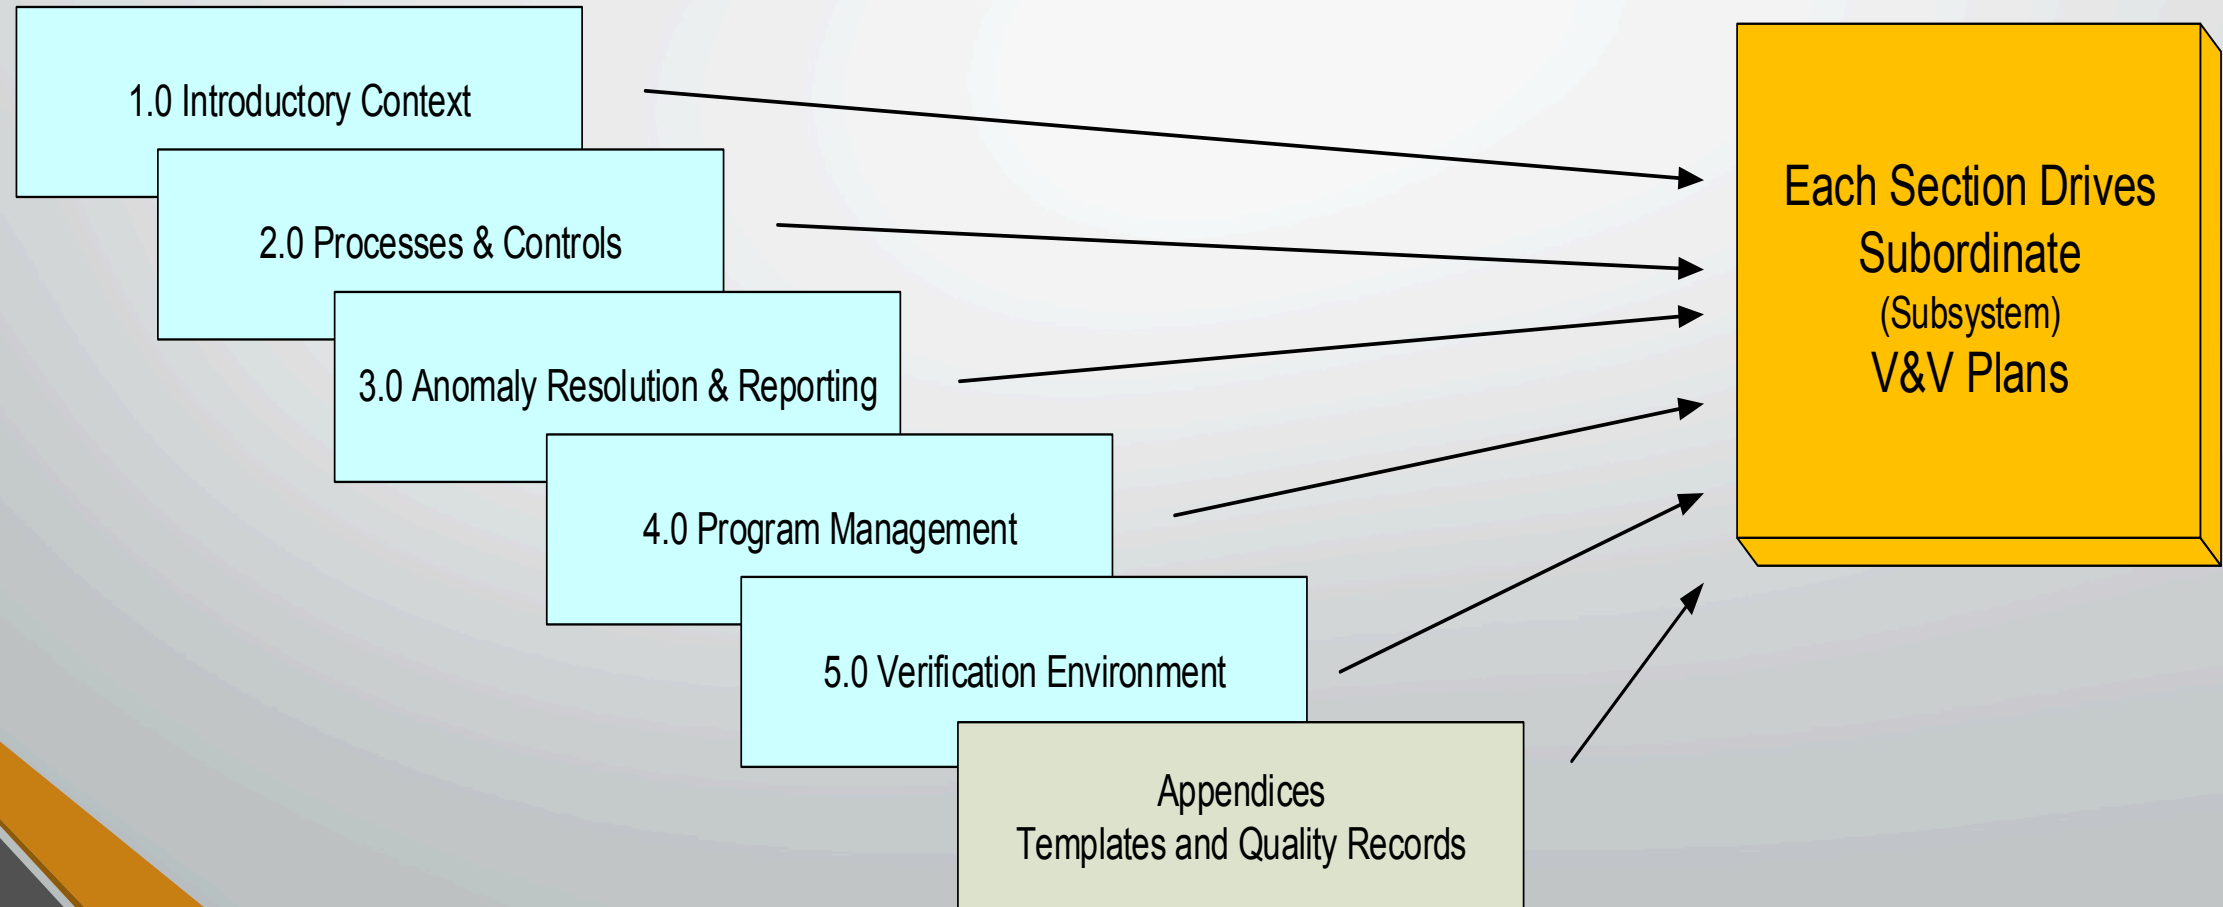 1.0 Introductory Context
2.0 Processes & Controls
3.0 Anomaly Resolution & Reporting
4.0 Program Management
5.0 Verification Environment
Appendices
Templates and Quality Records
Each Section Drives
Subordinate
(Subsystem)
V&V Plans